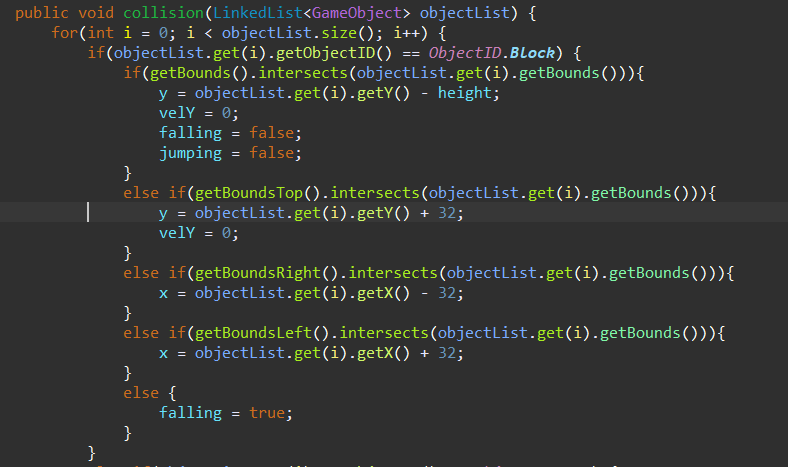 public void collision(LinkedList<GameObject> objectList) {
    for(int i = 0; i < objectList.size(); i++) {
        if(objectList.get(i).getObjectID() == ObjectID.Block) {
            if(getBounds().intersects(objectList.get(i).getBounds())){
                y = objectList.get(i).getY() - height;
                velY = 0;
                falling = false;
                jumping = false;
            }
            else if(getBoundsTop().intersects(objectList.get(i).getBounds())){
                y = objectList.get(i).getY() + 32;
                velY = 0;
            }
            else if(getBoundsRight().intersects(objectList.get(i).getBounds())){
                x = objectList.get(i).getX() - 32;
            }
            else if(getBoundsLeft().intersects(objectList.get(i).getBounds())){
                x = objectList.get(i).getX() + 32;
            }
            else {
                falling = true;
            }
        }